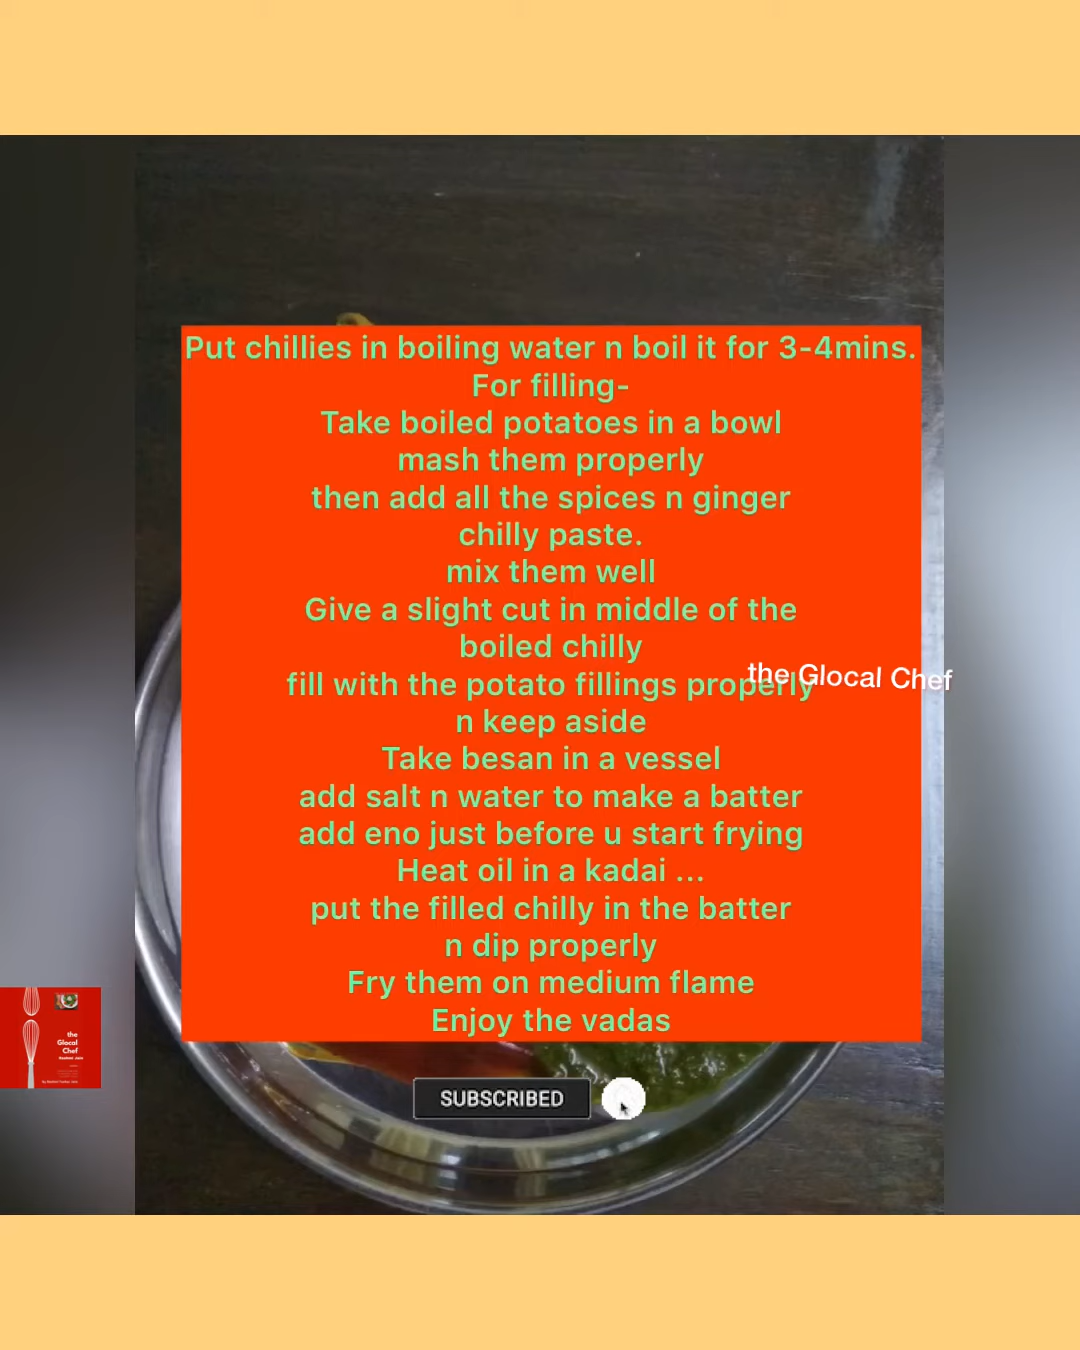 Put chillies in boiling water n boil it for 3-4mins.
For filling-
Take boiled potatoes in a bowl
mash them properly
then add all the spices n ginger
chilly paste.
mix them well
Give a slight cut in middle of the
boiled chilly
fill with the potato fillings properly
the Glocal Chef
n keep aside
Take besan in a vessel
add salt n water to make a batter
add eno just before u start frying
Heat oil in a kadai ...
put the filled chilly in the batter
n dip properly
Fry them on medium flame
Enjoy the vadas
the
Glocal
Chef
SUBSCRIBED